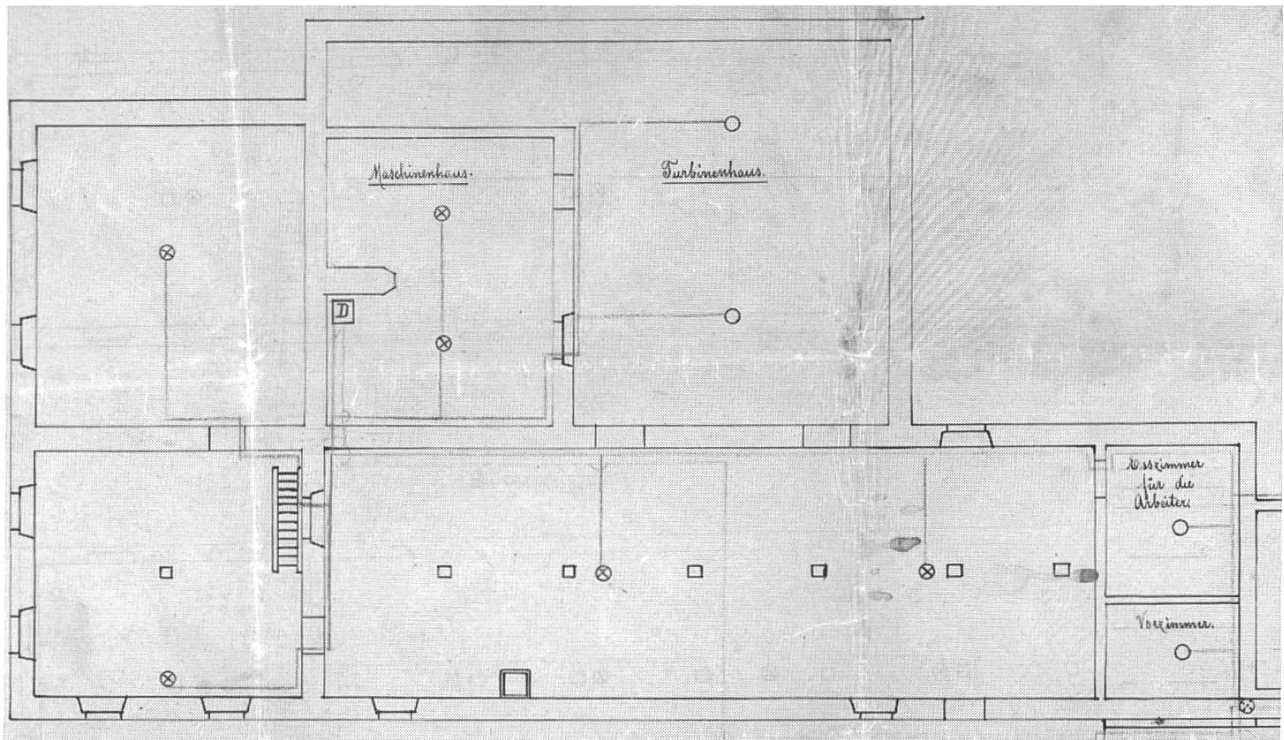 Maschinenhaus.
Turbinenhaus.
D
Esszimmer
für die
Arbeiter.
Vorzimmer.